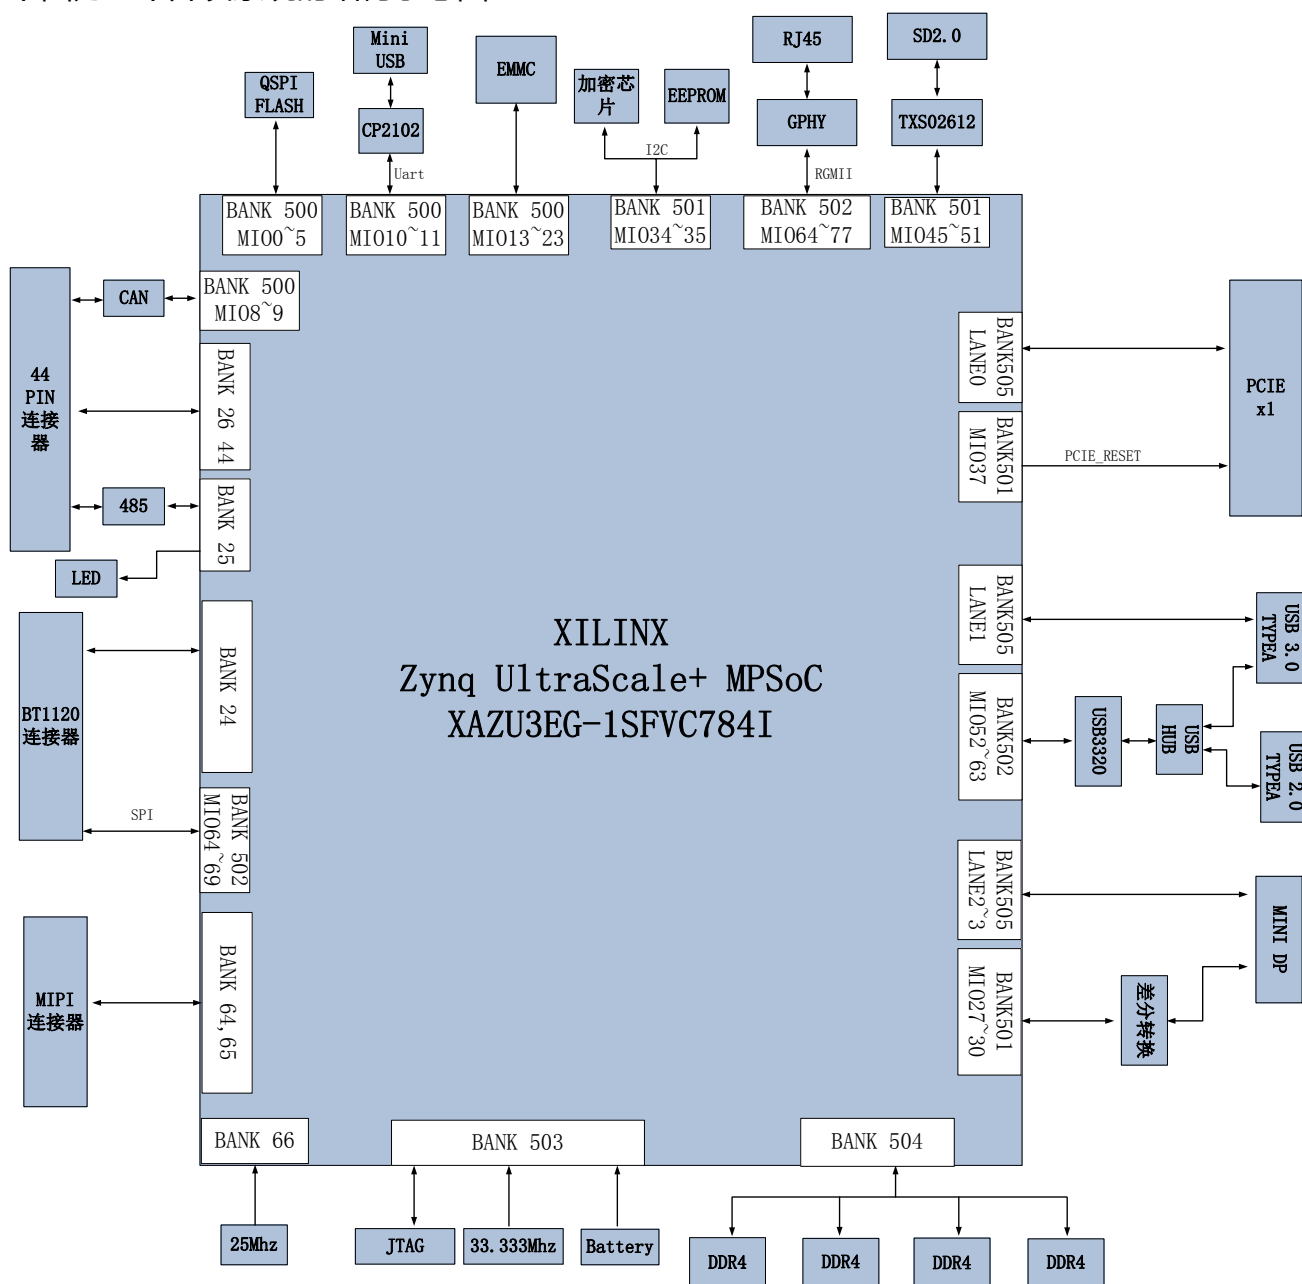 Mini
USB
RJ45
SD2.0
EMMC
QSPI
FLASH
加密芯
片
EEPROM
CP2102
GPHY
TXS02612
I2C
Uart
RGMII
BANK 500
MIO0~5
BANK 500
MIO10~11
BANK 500
MIO13~23
BANK 501
MIO34~35
BANK 502
MIO64~77
BANK 501
MIO45~51
CAN
BANK 500
MIO8~9
44
PIN
连接
器
BANK 26 44
485
BANK 25
LED
BT1120
连接器
BANK 24
SPI
BANK 502
MIO64~69
MIPI
连接器
BANK 64,65
XILINX
Zynq UltraScale+ MPSoC
XAZU3EG-1SFVC784I
BANK505
LANE0
PCIE
x1
BANK501
MIO37
PCIE_RESET
BANK505
LANE1
USB 3.0
TYPEA
BANK502
MIO52~63
USB3320
USB
HUB
USB 2.0
TYPEA
BANK505
LANE2~3
MINI DP
BANK501
MIO27~30
差分转换
BANK 66
BANK 503
BANK 504
25Mhz
JTAG
33.333Mhz
Battery
DDR4
DDR4
DDR4
DDR4